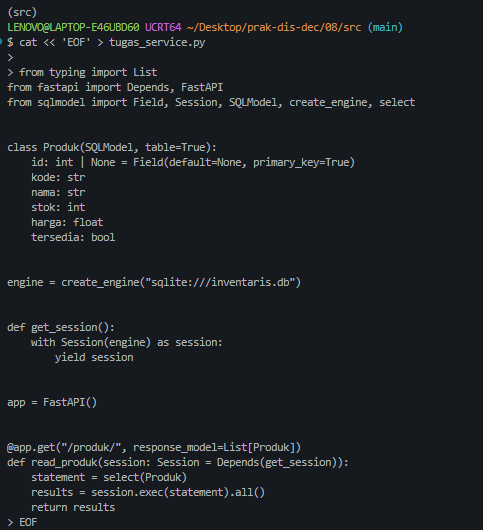 (src)
LENOVO@LAPTOP-E46UBD60 UCRT64 ~/Desktop/prak-dis-dec/08/src (main)
$ cat << 'EOF' > tugas_service.py
>
> from typing import List
from fastapi import Depends, FastAPI
from sqlmodel import Field, Session, SQLModel, create_engine, select
class Produk(SQLModel, table=True):
    id: int | None = Field(default=None, primary_key=True)
    kode: str
    nama: str
    stok: int
    harga: float
    tersedia: bool
engine = create_engine("sqlite:///inventaris.db")
def get_session():
    with Session(engine) as session:
        yield session
app = FastAPI()
@app.get("/produk/", response_model=List[Produk])
def read_produk(session: Session = Depends(get_session)):
    statement = select(Produk)
    results = session.exec(statement).all()
    return results
> EOF